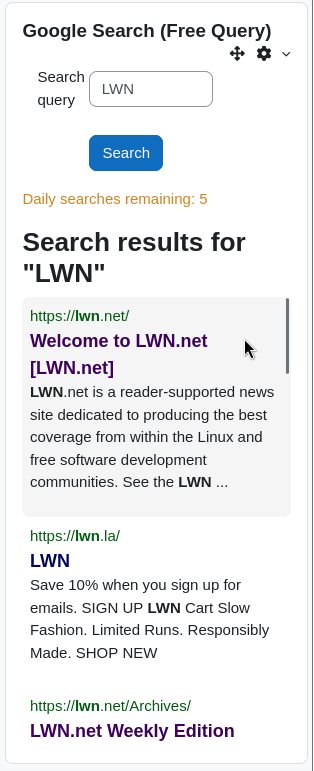 Google Search (Free Query)
Search
query
LWN
Search
Daily searches remaining: 5
Search results for
"LWN"
https://lwn.net/
Welcome to LWN.net
[LWN.net]
LWN.net is a reader-supported news
site dedicated to producing the best
coverage from within the Linux and
free software development
communities. See the LWN ...
https://lwn.la/
LWN
Save 10% when you sign up for
emails. SIGN UP LWN Cart Slow
Fashion. Limited Runs. Responsibly
Made. SHOP NEW
https://lwn.net/Archives/
LWN.net Weekly Edition